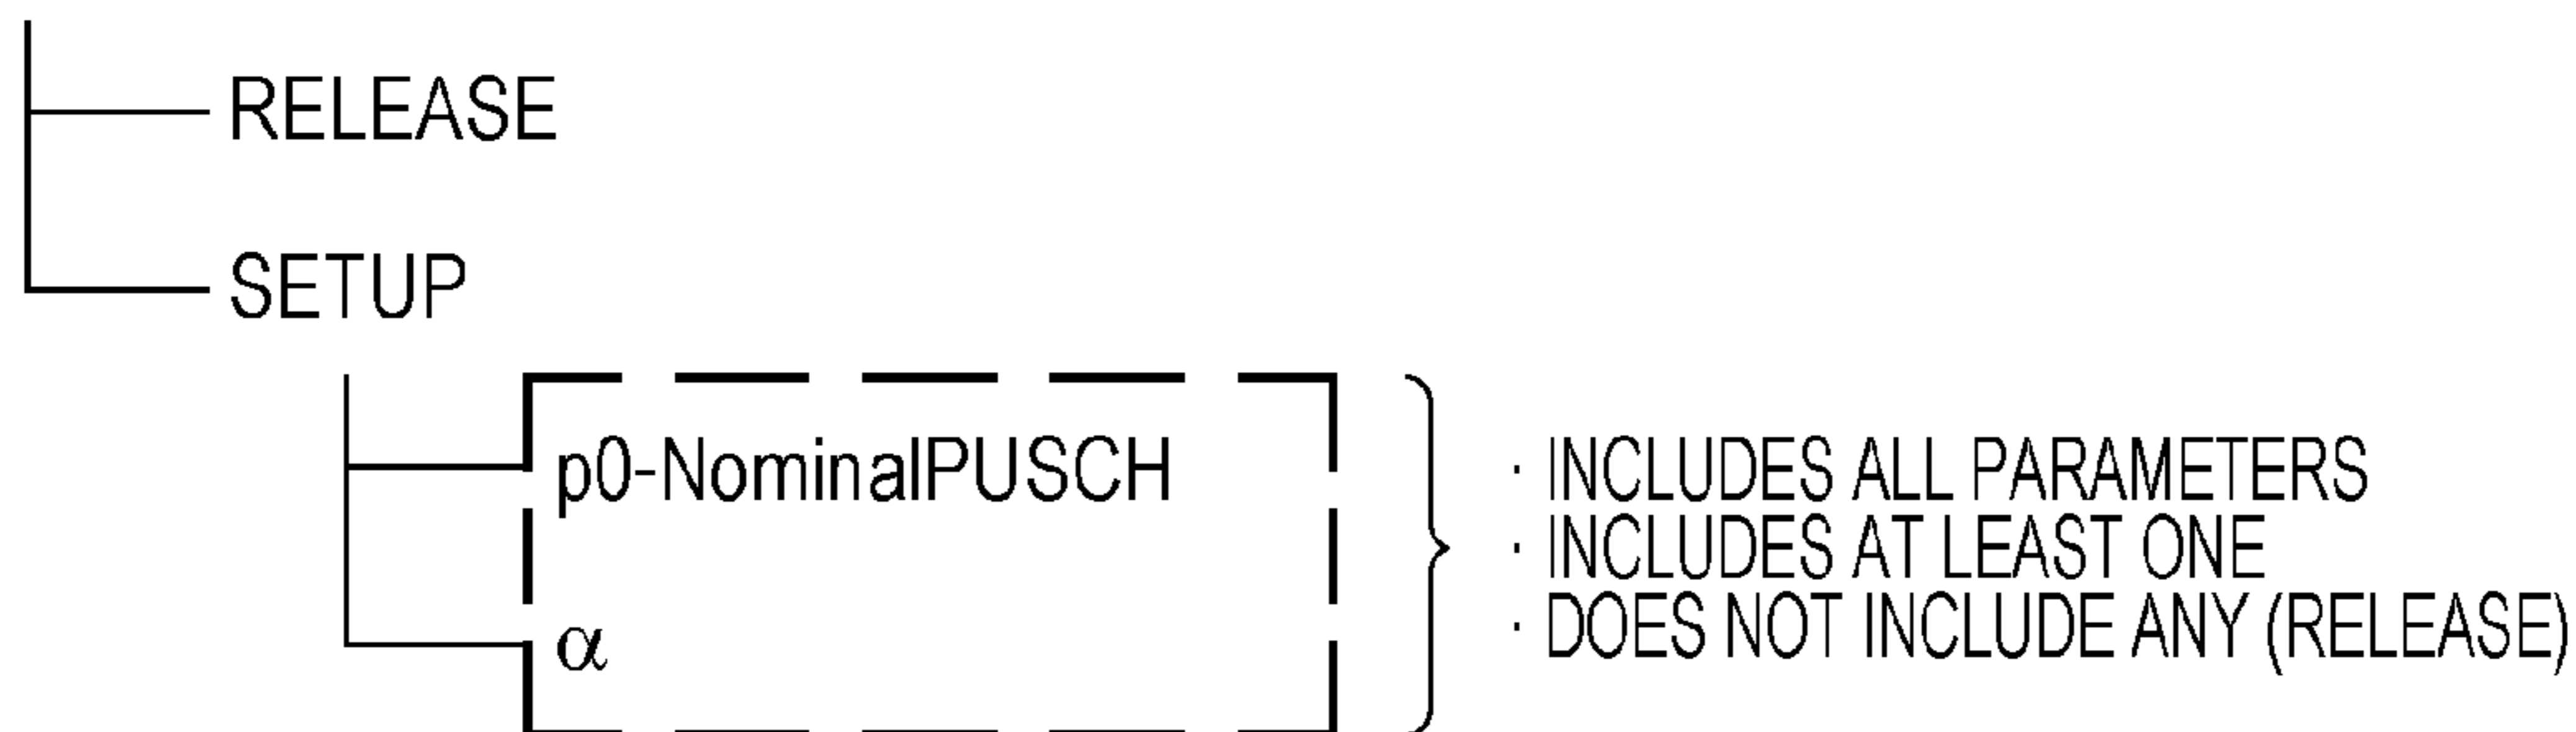 RELEASE
SETUP
p0-NominalPUSCH
α
· INCLUDES ALL PARAMETERS
· INCLUDES AT LEAST ONE
· DOES NOT INCLUDE ANY (RELEASE)